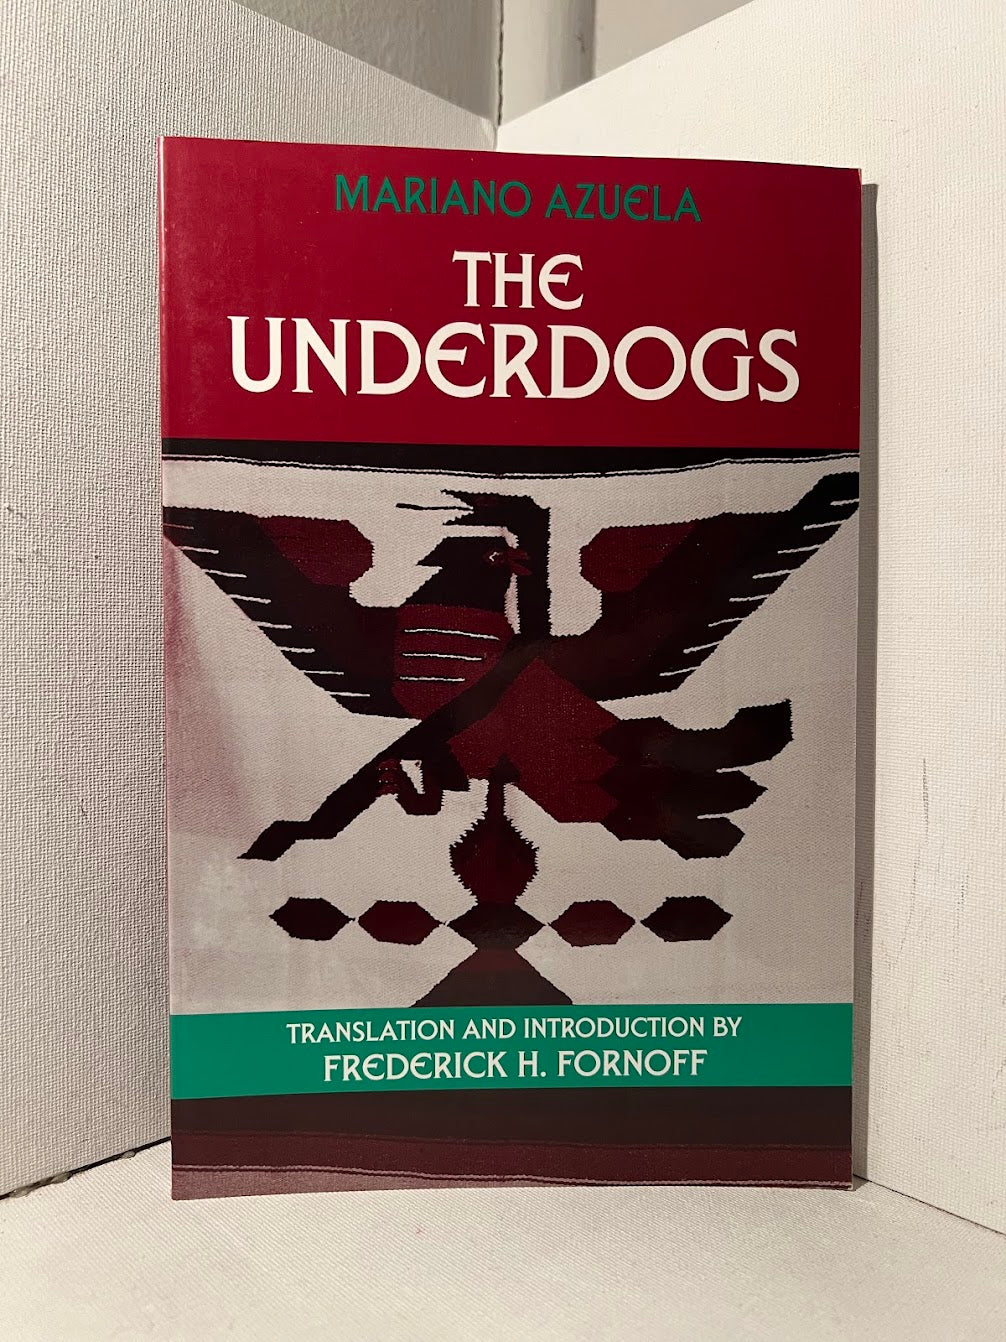 MARIANO AZUELA
THE
UNDERDOGS
TRANSLATION AND INTRODUCTION BY
FREDERICK H. FORNOFF